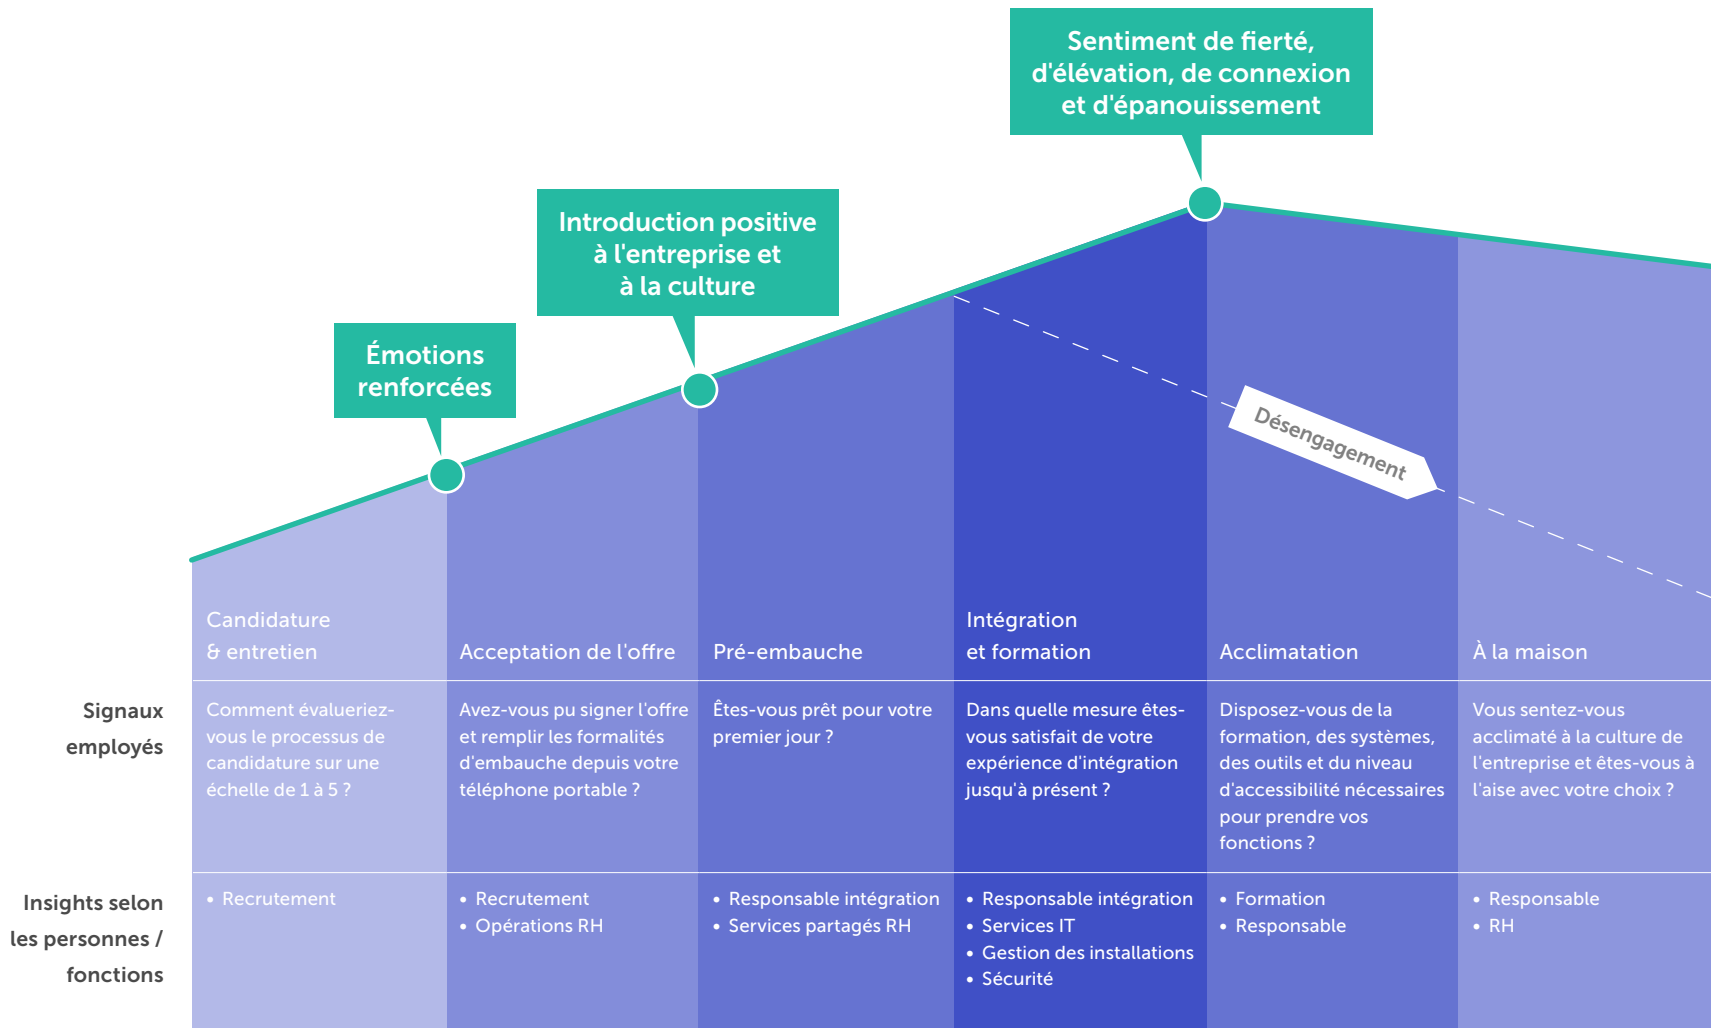 Sentiment de fierté,
d'élévation, de connexion
et d'épanouissement
Introduction positive
à l'entreprise et
à la culture
Émotions
renforcées
Désengagement
Candidature
& entretien
Acceptation de l'offre
Pré-embauche
Intégration
et formation
Acclimatation
À la maison
Signaux
employés
Comment évalueriez-
vous le processus de
candidature sur une
échelle de 1 à 5 ?
Avez-vous pu signer l'offre
et remplir les formalités
d'embauche depuis votre
téléphone portable ?
Êtes-vous prêt pour votre
premier jour ?
Dans quelle mesure êtes-
vous satisfait de votre
expérience d'intégration
jusqu'à présent ?
Disposez-vous de la
formation, des systèmes,
des outils et du niveau
d'accessibilité nécessaires
pour prendre vos
fonctions ?
Vous sentez-vous
acclimaté à la culture de
l'entreprise et êtes-vous à
l'aise avec votre choix ?
Insights selon
les personnes /
fonctions
• Recrutement
• Recrutement
• Opérations RH
• Responsable intégration
• Services partagés RH
• Responsable intégration
• Services IT
• Gestion des installations
• Sécurité
• Formation
• Responsable
• Responsable
• RH